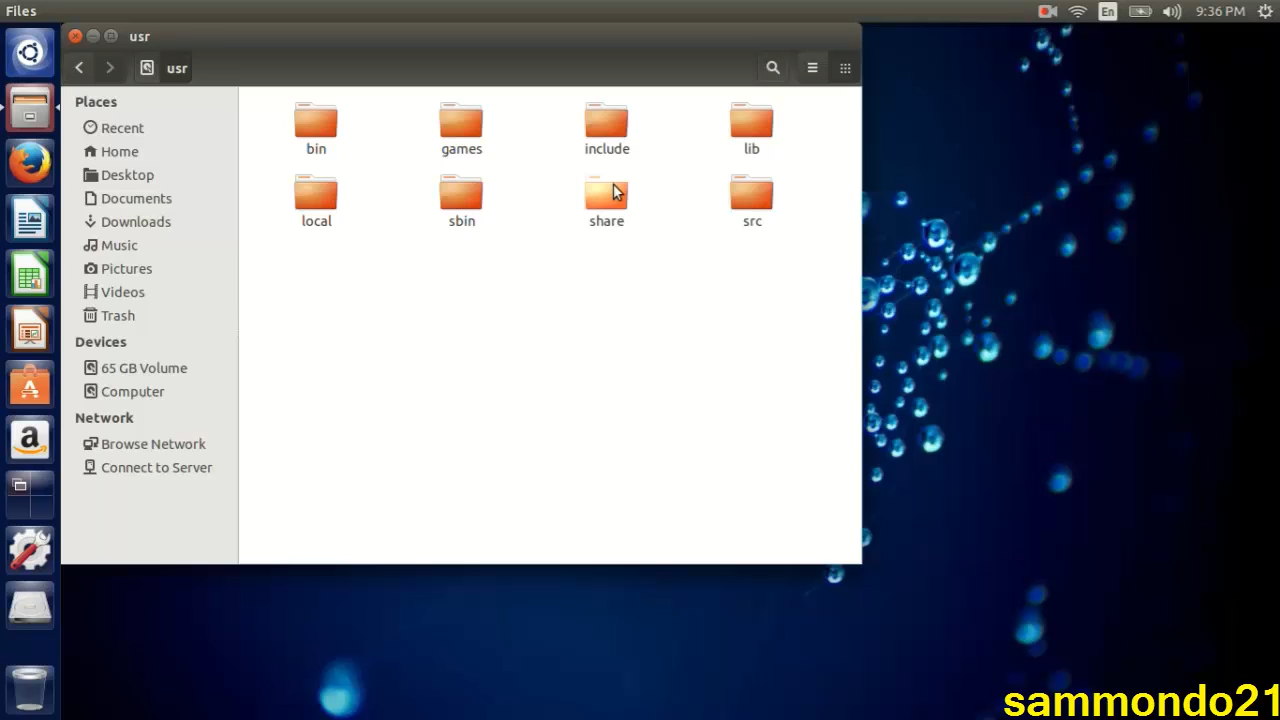 Files
En
9:36 PM
usr
usr
Places
Recent
Home
Desktop
Documents
Downloads
Music
Pictures
Videos
Trash
Devices
65 GB Volume
Computer
Network
Browse Network
Connect to Server
bin
games
include
lib
local
sbin
share
src
a
sammondo21